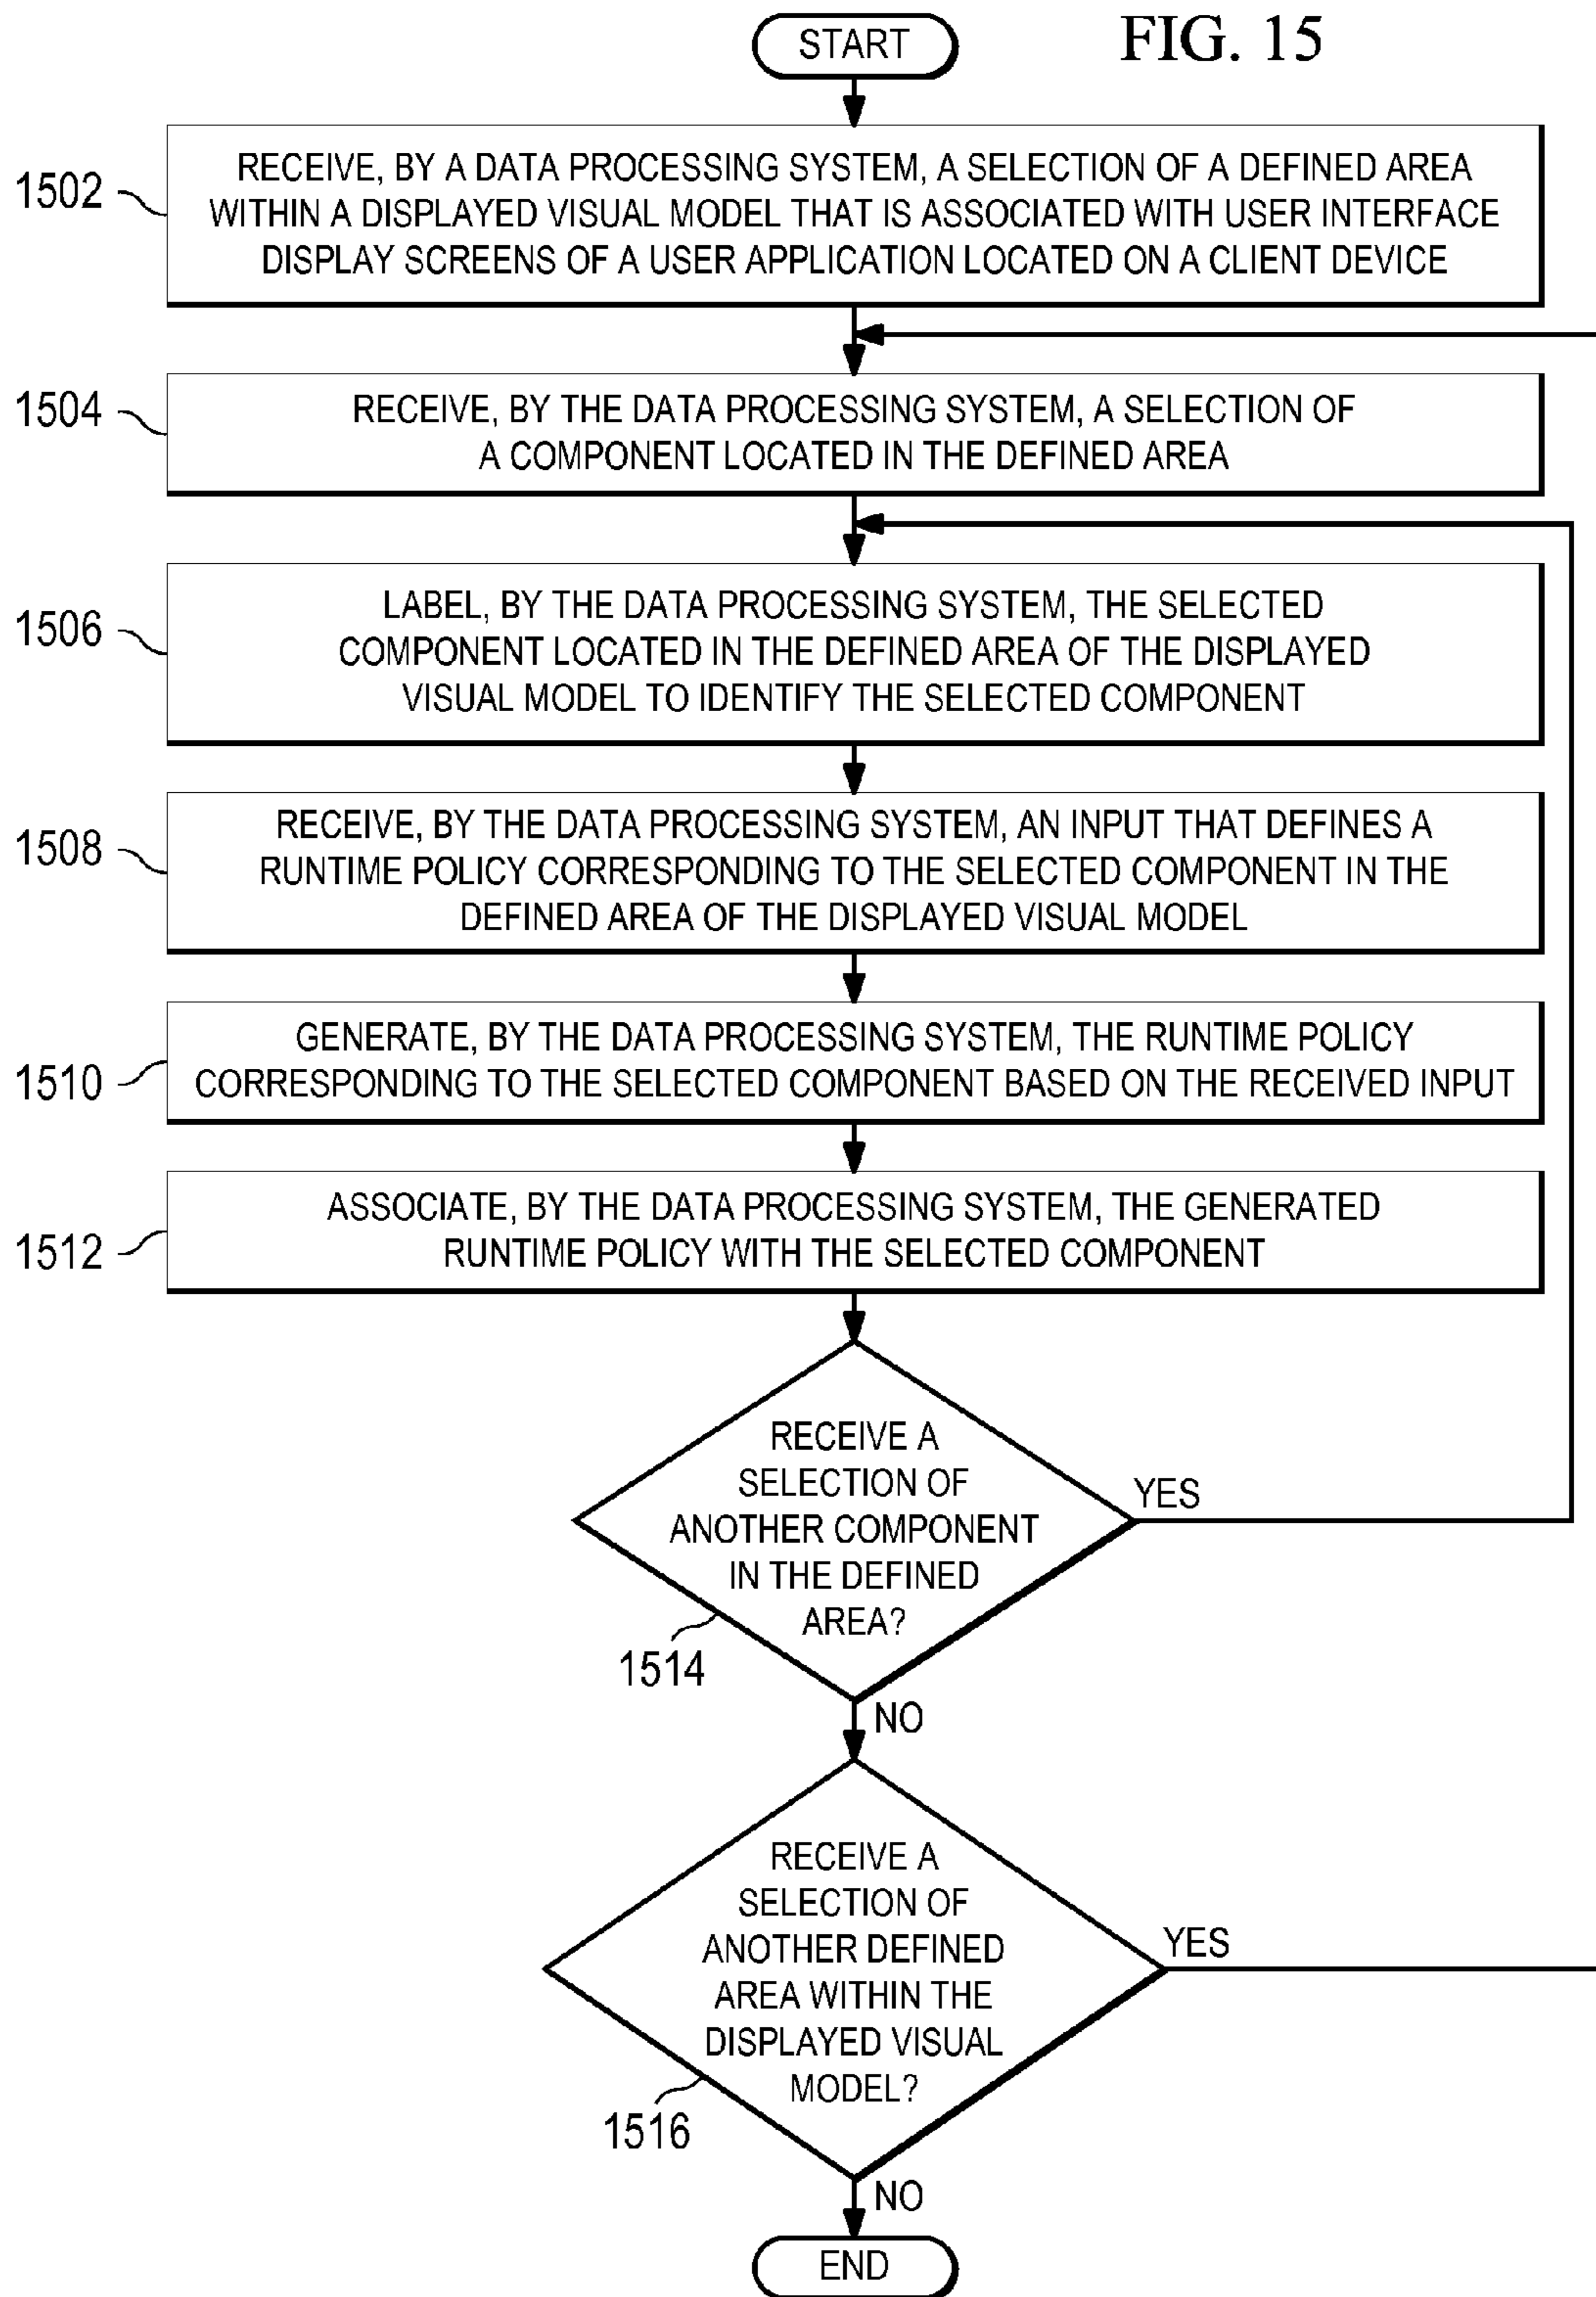 START
FIG. 15
1502
RECEIVE, BY A DATA PROCESSING SYSTEM, A SELECTION OF A DEFINED AREA
WITHIN A DISPLAYED VISUAL MODEL THAT IS ASSOCIATED WITH USER INTERFACE
DISPLAY SCREENS OF A USER APPLICATION LOCATED ON A CLIENT DEVICE
1504
RECEIVE, BY THE DATA PROCESSING SYSTEM, A SELECTION OF
A COMPONENT LOCATED IN THE DEFINED AREA
1506
LABEL, BY THE DATA PROCESSING SYSTEM, THE SELECTED
COMPONENT LOCATED IN THE DEFINED AREA OF THE DISPLAYED
VISUAL MODEL TO IDENTIFY THE SELECTED COMPONENT
1508
RECEIVE, BY THE DATA PROCESSING SYSTEM, AN INPUT THAT DEFINES A
RUNTIME POLICY CORRESPONDING TO THE SELECTED COMPONENT IN THE
DEFINED AREA OF THE DISPLAYED VISUAL MODEL
1510
GENERATE, BY THE DATA PROCESSING SYSTEM, THE RUNTIME POLICY
CORRESPONDING TO THE SELECTED COMPONENT BASED ON THE RECEIVED INPUT
1512
ASSOCIATE, BY THE DATA PROCESSING SYSTEM, THE GENERATED
RUNTIME POLICY WITH THE SELECTED COMPONENT
RECEIVE A
SELECTION OF
ANOTHER COMPONENT
IN THE DEFINED
AREA?
YES
1514
NO
RECEIVE A
SELECTION OF
ANOTHER DEFINED
AREA WITHIN THE
DISPLAYED VISUAL
MODEL?
YES
1516
NO
END